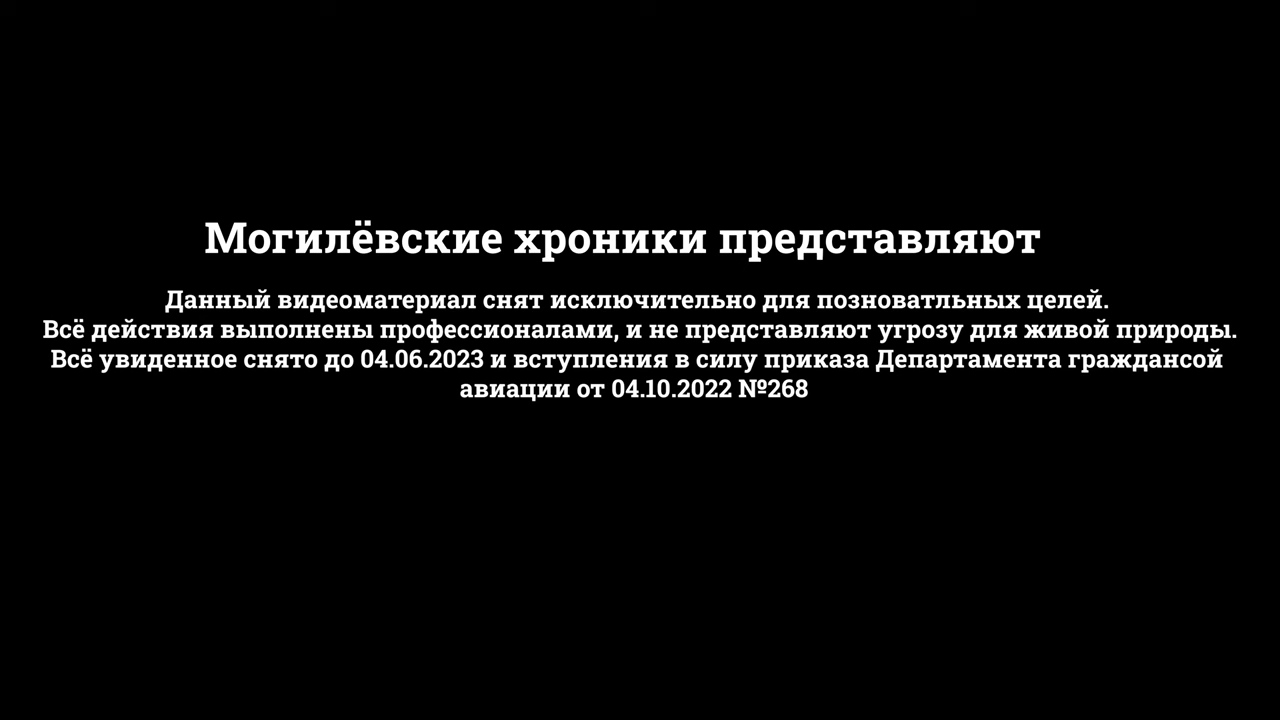 Могилёвские хроники представляют
Данный видеоматериал снят исключительно для позноватльных целей.
Всё действия выполнены профессионалами, и не представляют угрозу для живой природы.
Всё увиденное снято до 04.06.2023 и вступления в силу приказа Департамента граждансой
авиации от 04.10.2022 №268